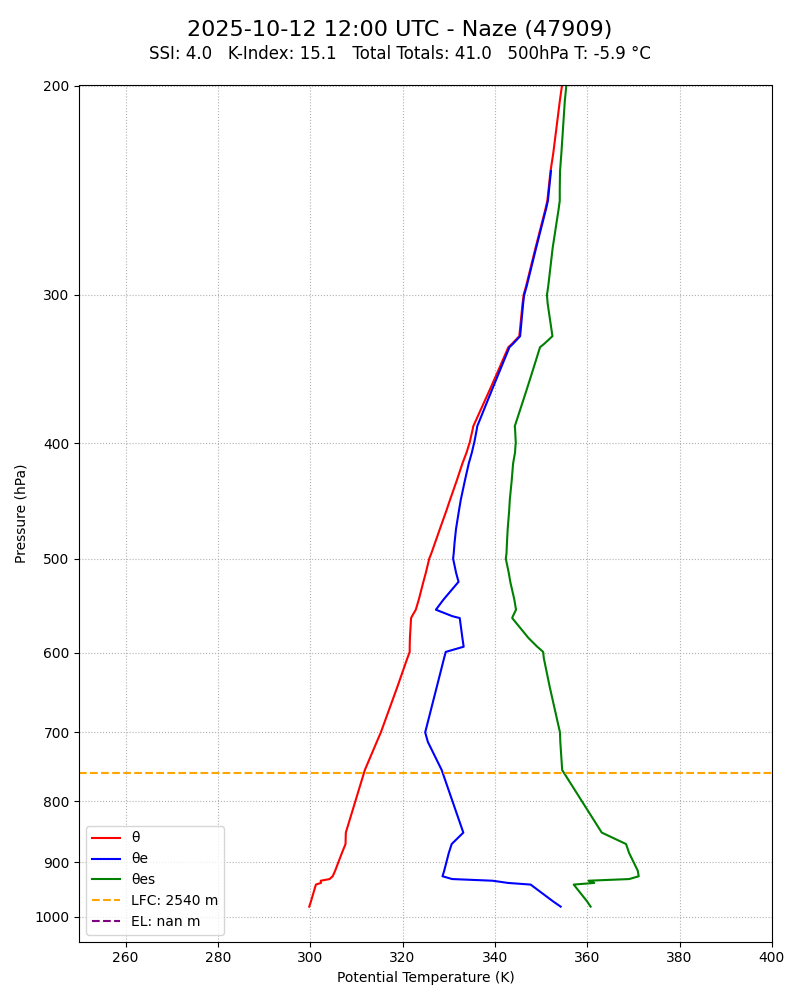 2025-10-12 12:00 UTC - Naze (47909)
SSI: 4.0   K-Index: 15.1   Total Totals: 41.0   500hPa T: -5.9 °C
200
300
400
500
600
700
800
900
1000
Pressure (hPa)
θ
θe
θes
LFC: 2540 m
EL: nan m
260 280 300 320 340 360 380 400
Potential Temperature (K)